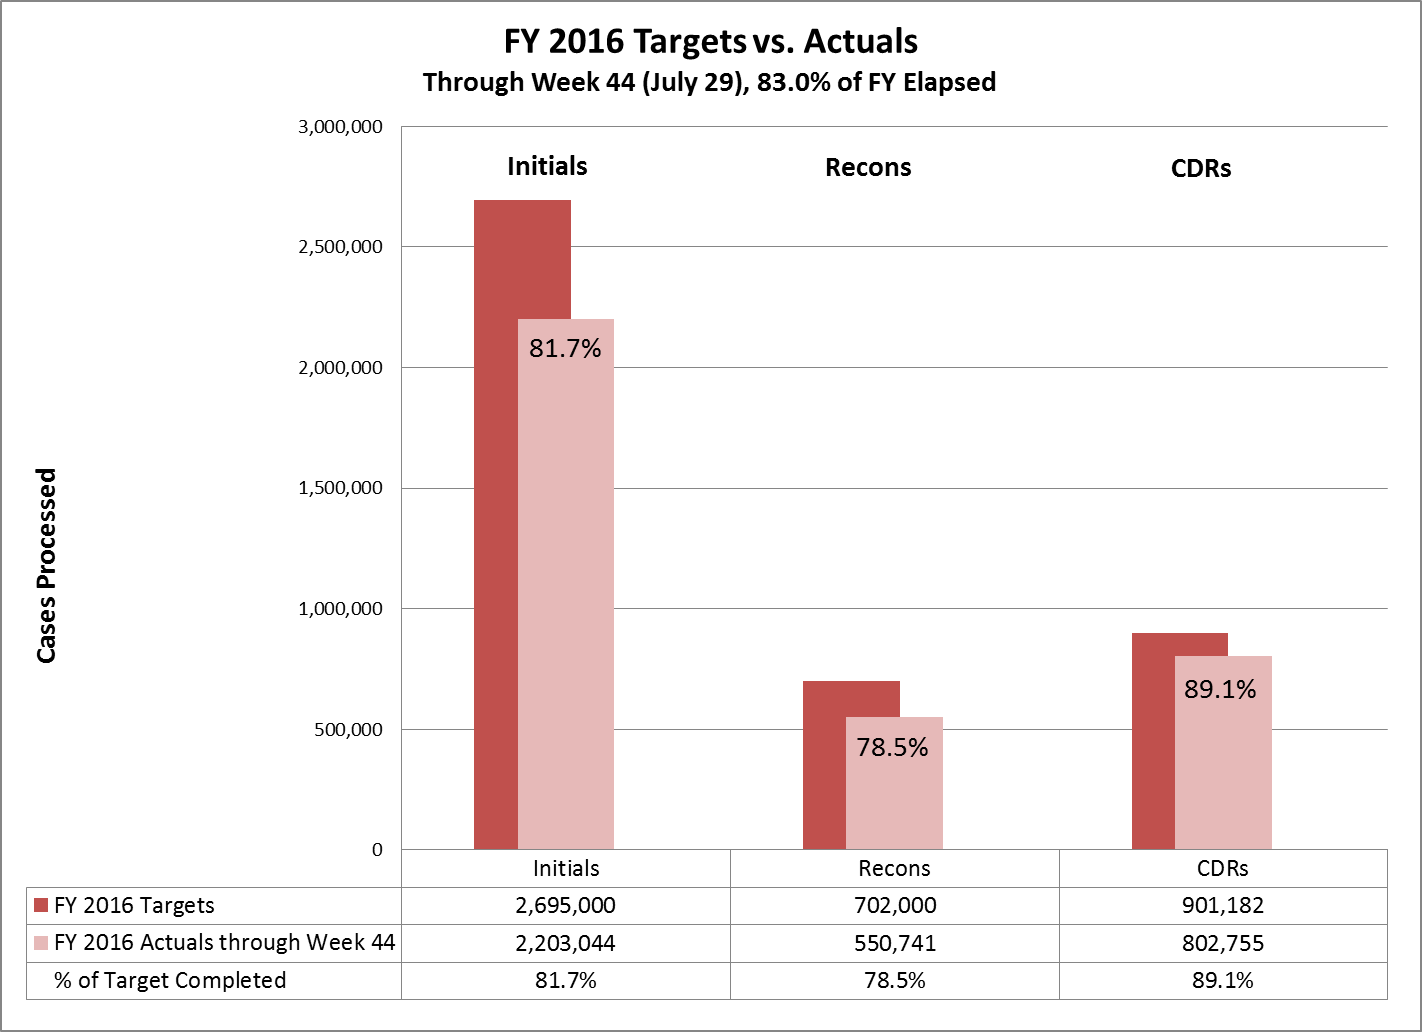 FY 2016 Targets vs. Actuals
Through Week 44 (July 29), 83.0% of FY Elapsed
Cases Processed
3,000,000
2,500,000
2,000,000
1,500,000
1,000,000
500,000
0
Initials Recons CDRs
81.7%
78.5%
89.1%
Initials Recons CDRs
FY 2016 Targets 2,695,000 702,000 901,182
FY 2016 Actuals through Week 44 2,203,044 550,741 802,755
% of Target Completed 81.7% 78.5% 89.1%